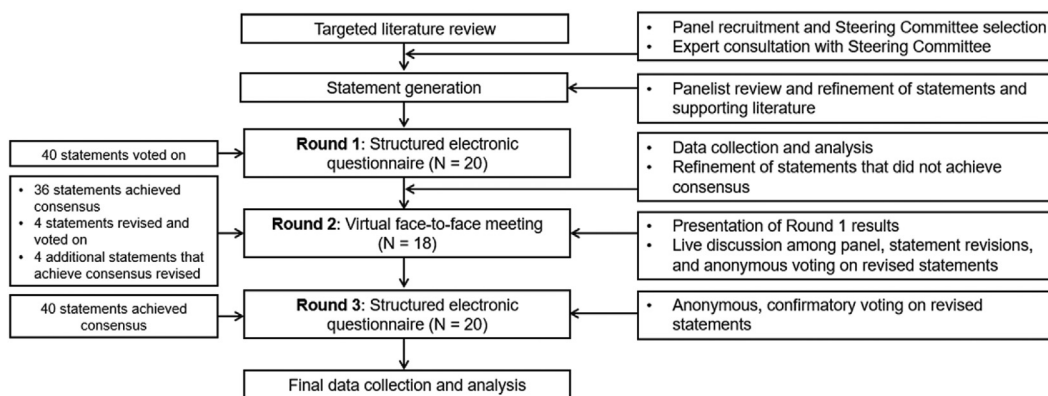 Targeted literature review
• Panel recruitment and Steering Committee selection
• Expert consultation with Steering Committee
Statement generation
• Panelist review and refinement of statements and
supporting literature
40 statements voted on
Round 1: Structured electronic
questionnaire (N = 20)
• Data collection and analysis
• Refinement of statements that did not achieve
consensus
• 36 statements achieved
consensus
• 4 statements revised and
voted on
• 4 additional statements that
achieve consensus revised
Round 2: Virtual face-to-face meeting
(N = 18)
• Presentation of Round 1 results
• Live discussion among panel, statement revisions,
and anonymous voting on revised statements
40 statements achieved
consensus
Round 3: Structured electronic
questionnaire (N = 20)
• Anonymous, confirmatory voting on revised
statements
Final data collection and analysis